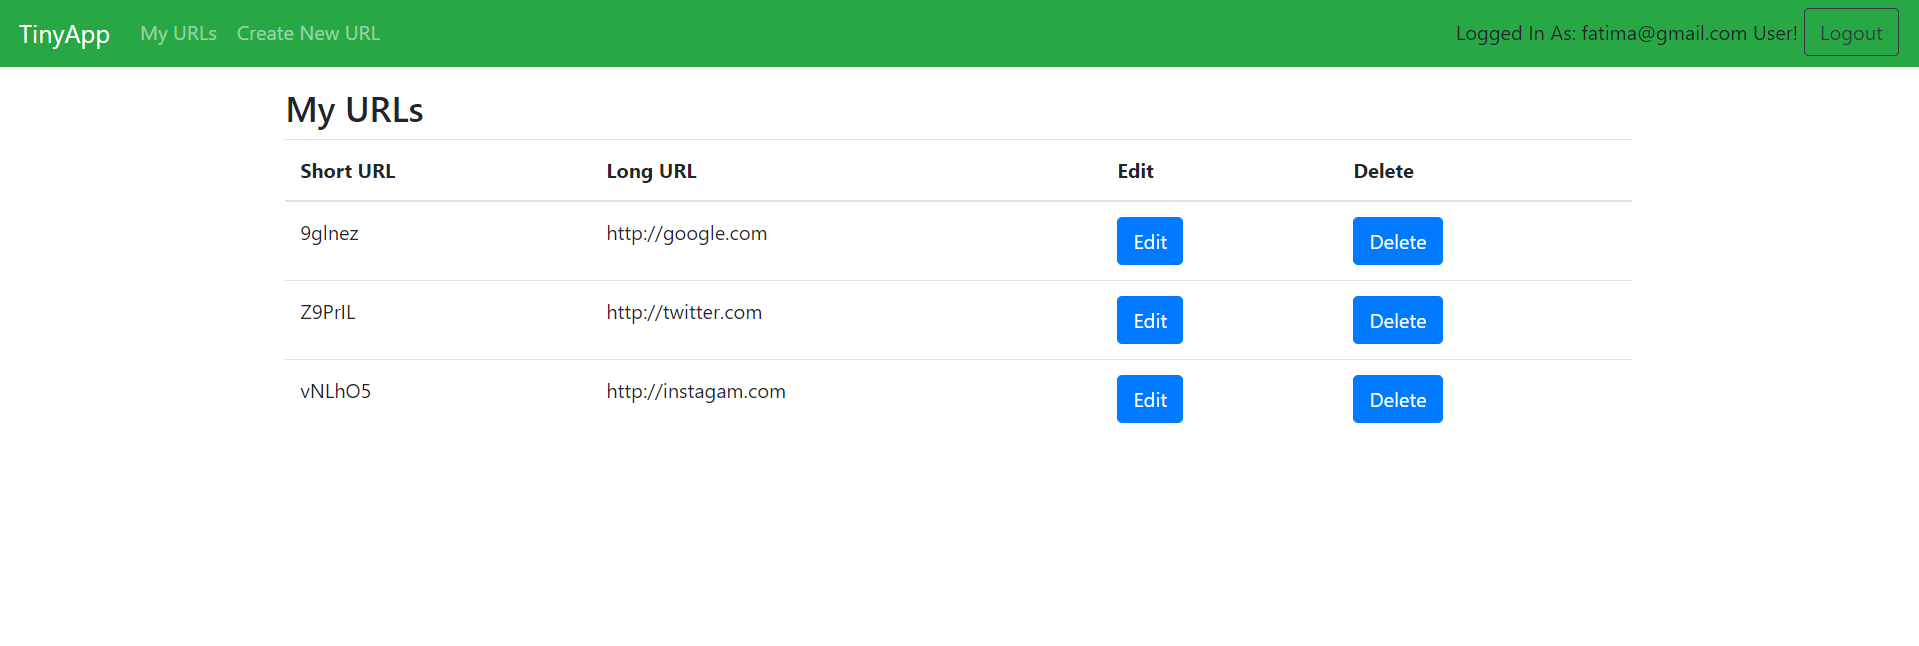 TinyApp My URLs Create New URL Logged In As: fatima@gmail.com User! Logout
My URLs
Short URL Long URL Edit Delete
9glnez http://google.com Edit Delete
Z9PrIL http://twitter.com Edit Delete
vNLhO5 http://instagam.com Edit Delete